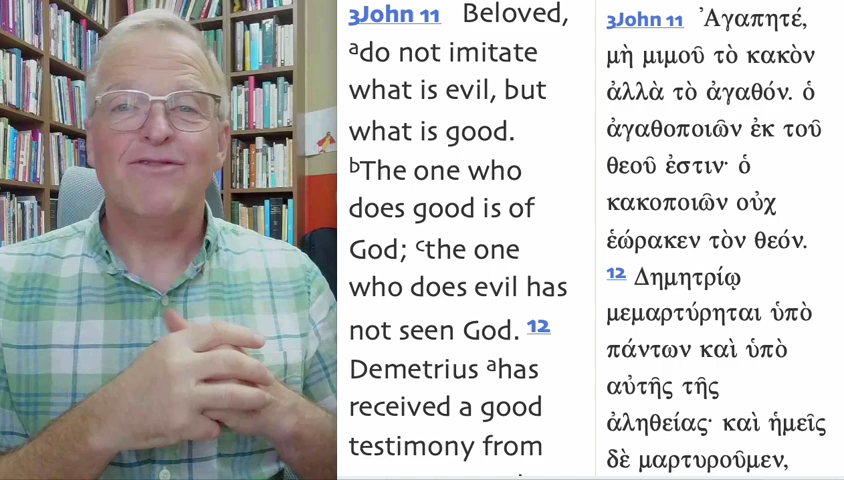 3John 11 Beloved,
ado not imitate
what is evil, but
what is good.
bThe one who
does good is of
God; cthe one
who does evil has
not seen God. 12
Demetrius ahas
received a good
testimony from
3John 11 Ἀγαπητέ,
μὴ μιμοῦ τὸ κακὸν
ἀλλὰ τὸ ἀγαθόν. ὁ
ἀγαθοποιῶν ἐκ τοῦ
θεοῦ ἐστιν· ὁ
κακοποιῶν οὐχ
ἑώρακεν τὸν θεόν.
12 Δημητρίῳ
μεμαρτύρηται ὑπὸ
πάντων καὶ ὑπὸ
αὐτῆς τῆς
ἀληθείας· καὶ ἡμεῖς
δὲ μαρτυροῦμεν,